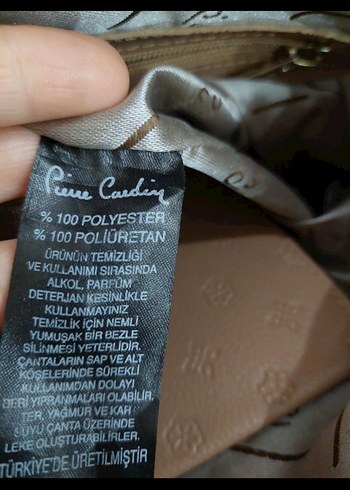 Pierre Cardin
% 100 POLYESTER
% 100 POLİÜRETAN
ÜRÜNÜN TEMİZLİĞİ
VE KULLANIMI SIRASINDA
ALKOL, PARFÜM
DETERJAN KESİNLİKLE
KULLANMAYINIZ
TEMİZLİK İÇİN NEMLİ
YUMUŞAK BİR BEZLE
SİLİNMESİ YETERLİDİR.
ÇANTALARIN SAP VE ALT
KÖŞELERİNDE SÜREKLİ
KULLANIMDAN DOLAYI
DERİ YIPRANMALARI OLABİLİR,
TER, YAĞMUR VE KAR
SUYU ÇANTA ÜZERİNDE
LEKE OLUŞTURABİLİRLER.
TÜRKİYE'DE ÜRETİLMİŞTİR